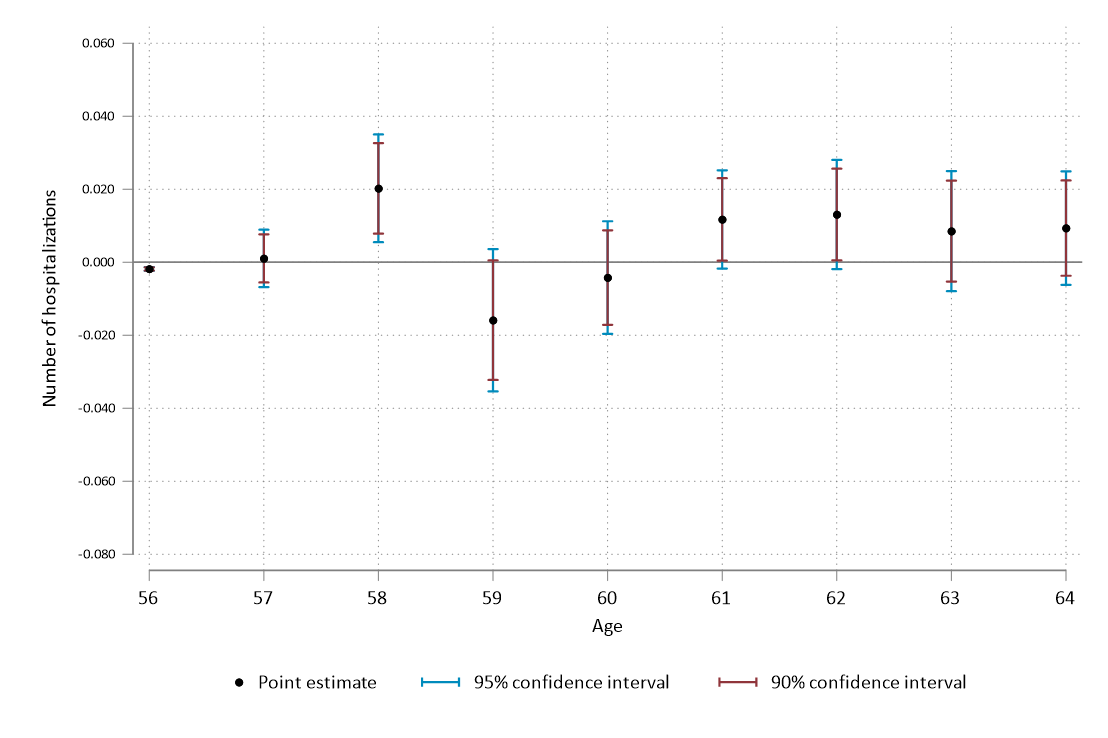 Number of hospitalizations
0.060
0.040
0.020
0.000
-0.020
-0.040
-0.060
-0.080
56 57 58 59 60 61 62 63 64
Age
Point estimate 95% confidence interval 90% confidence interval